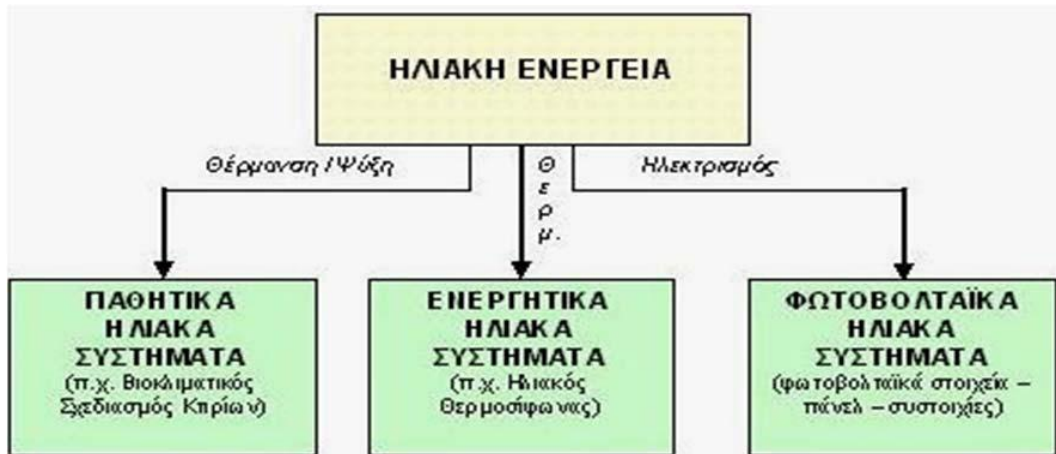 ΗΛΙΑΚΗ ΕΝΕΡΓΕΙΑ
Θέρμανση / Ψύξη
Θερμ.
Ηλεκτρισμός
ΠΑΘΗΤΙΚΑ
ΗΛΙΑΚΑ
ΣΥΣΤΗΜΑΤΑ
(π.χ. Βιοκλιματικός
Σχεδιασμός Κτιρίων)
ΕΝΕΡΓΗΤΙΚΑ
ΗΛΙΑΚΑ
ΣΥΣΤΗΜΑΤΑ
(π.χ. Ηλιακός
Θερμοσίφωνας)
ΦΩΤΟΒΟΛΤΑΪΚΑ
ΗΛΙΑΚΑ
ΣΥΣΤΗΜΑΤΑ
(φωτοβολταϊκά στοιχεία –
πάνελ – συστοιχίες)